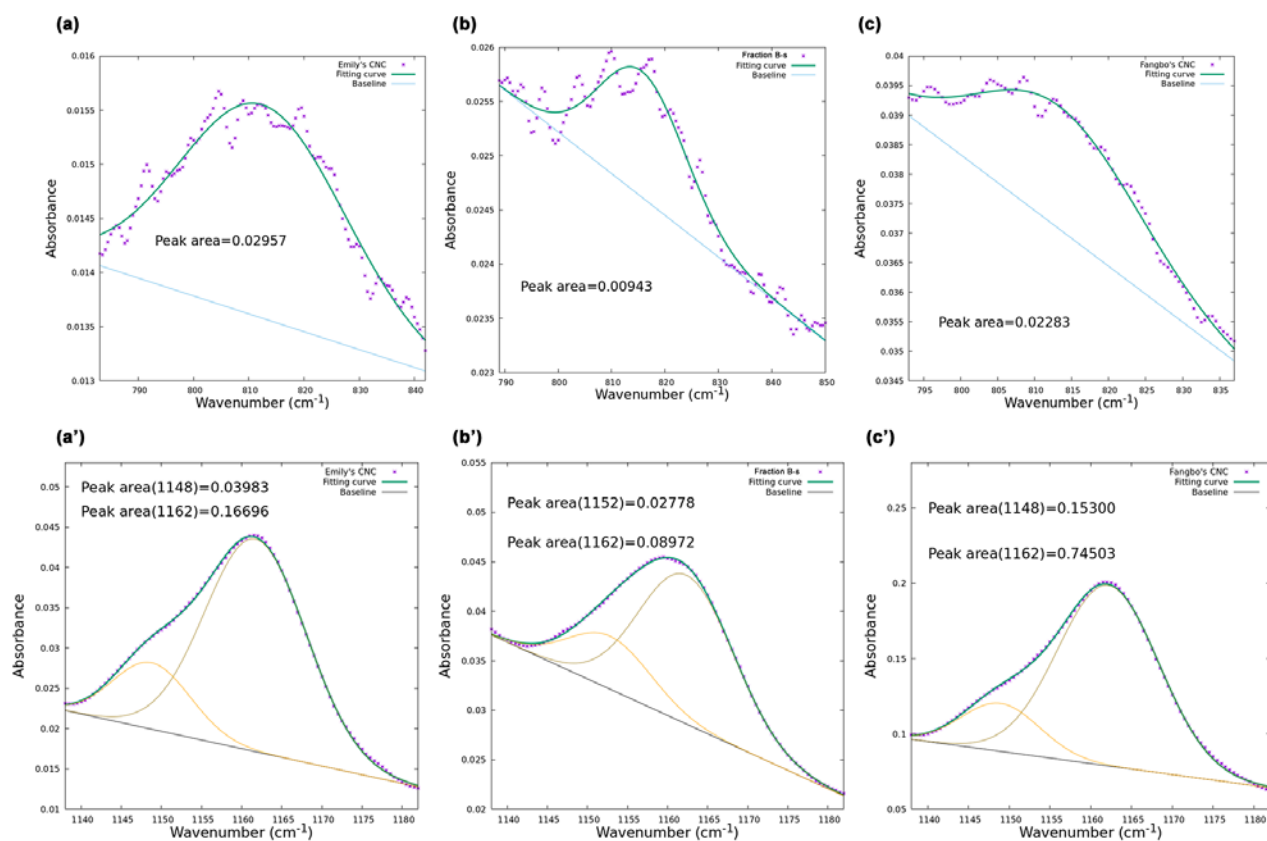 (a)
0.016
0.0155
0.015
0.0145
0.014
0.0135
0.013
Absorbance
Emily's CNC
Fitting curve
Baseline
Peak area=0.02957
790 800 810 820 830 840
Wavenumber (cm⁻¹)
(b)
0.026
0.0255
0.025
0.0245
0.024
0.0235
0.023
Absorbance
Fraction B-s
Fitting curve
Baseline
Peak area=0.00943
790 800 810 820 830 840 850
Wavenumber (cm⁻¹)
(c)
0.04
0.0395
0.039
0.0385
0.038
0.0375
0.037
0.0365
0.036
0.0355
0.035
0.0345
Absorbance
Fangbo's CNC
Fitting curve
Baseline
Peak area=0.02283
795 800 805 810 815 820 825 830 835
Wavenumber (cm⁻¹)
(a’)
0.05
0.045
0.04
0.035
0.03
0.025
0.02
0.015
0.01
Absorbance
Emily's CNC
Fitting curve
Baseline
Peak area(1148)=0.03983
Peak area(1162)=0.16696
1140 1145 1150 1155 1160 1165 1170 1175 1180
Wavenumber (cm⁻¹)
(b’)
0.055
0.05
0.045
0.04
0.035
0.03
0.025
0.02
Absorbance
Fraction B-s
Fitting curve
Baseline
Peak area(1152)=0.02778
Peak area(1162)=0.08972
1140 1145 1150 1155 1160 1165 1170 1175 1180
Wavenumber (cm⁻¹)
(c’)
0.25
0.2
0.15
0.1
0.05
Absorbance
Fangbo's CNC
Fitting curve
Baseline
Peak area(1148)=0.15300
Peak area(1162)=0.74503
1140 1145 1150 1155 1160 1165 1170 1175 1180
Wavenumber (cm⁻¹)